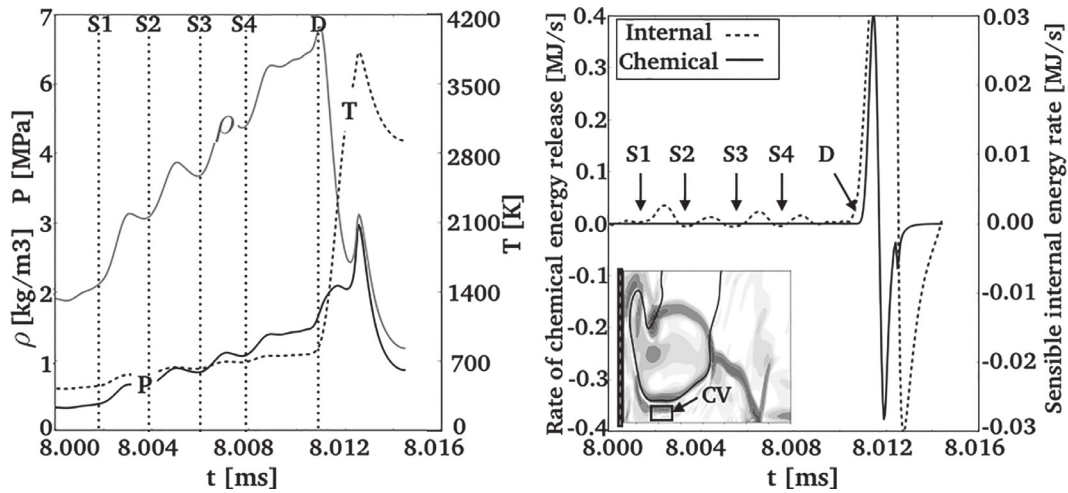 7
6
5
4
3
2
1
0
ρ [kg/m3] P [MPa]
S1 S2 S3 S4 D
ρ
T
P
4200
3500
2800
2100
1400
700
0
T [K]
8.000 8.004 8.008 8.012 8.016
t [ms]
Rate of chemical energy release [MJ/s]
0.4
0.3
0.2
0.1
0.0
-0.1
-0.2
-0.3
-0.4
Internal
Chemical
S1 S2 S3 S4 D
CV
0.03
0.02
0.01
0.00
-0.01
-0.02
-0.03
Sensible internal energy rate [MJ/s]
8.000 8.004 8.008 8.012 8.016
t [ms]